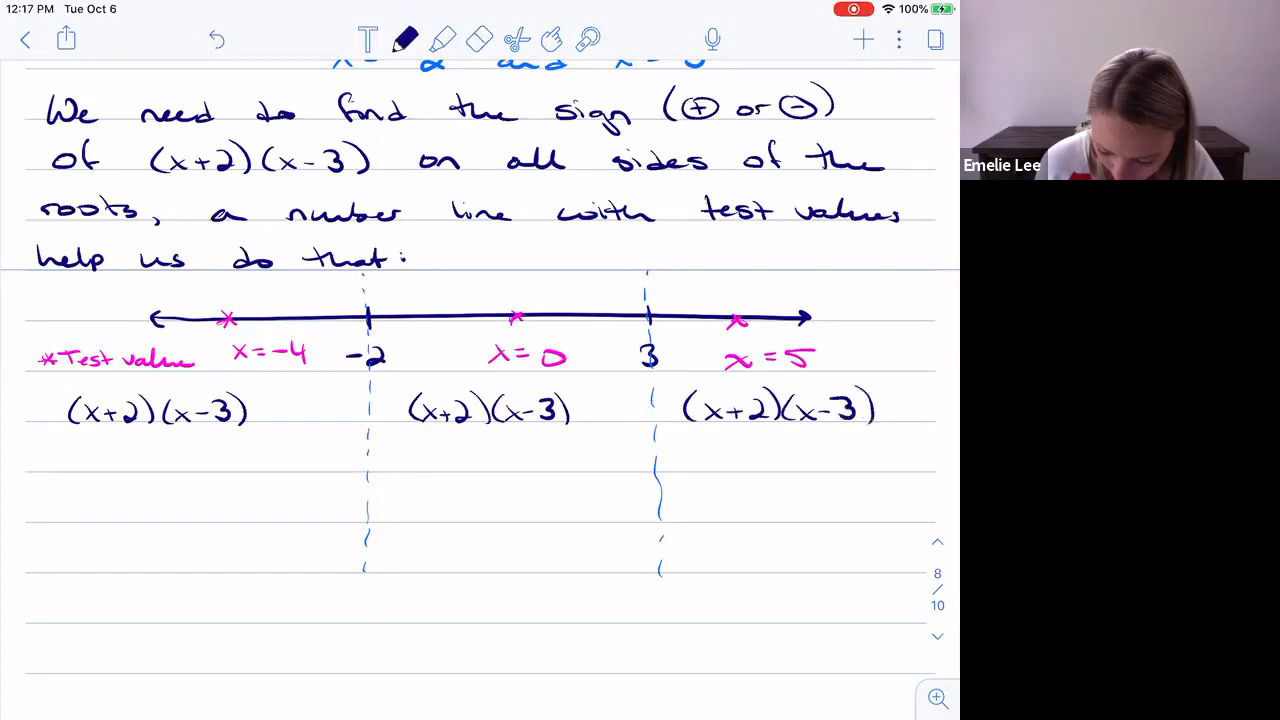 12:17 PM Tue Oct 6
100%
We need to find the sign (+ or -)
of (x+2)(x-3) on all sides of the
roots, a number line with test values
help us do that:
*Test value x=-4 -2 x=0 3 x=5
(x+2)(x-3) (x+2)(x-3) (x+2)(x-3)
8
/
10
Emelie Lee